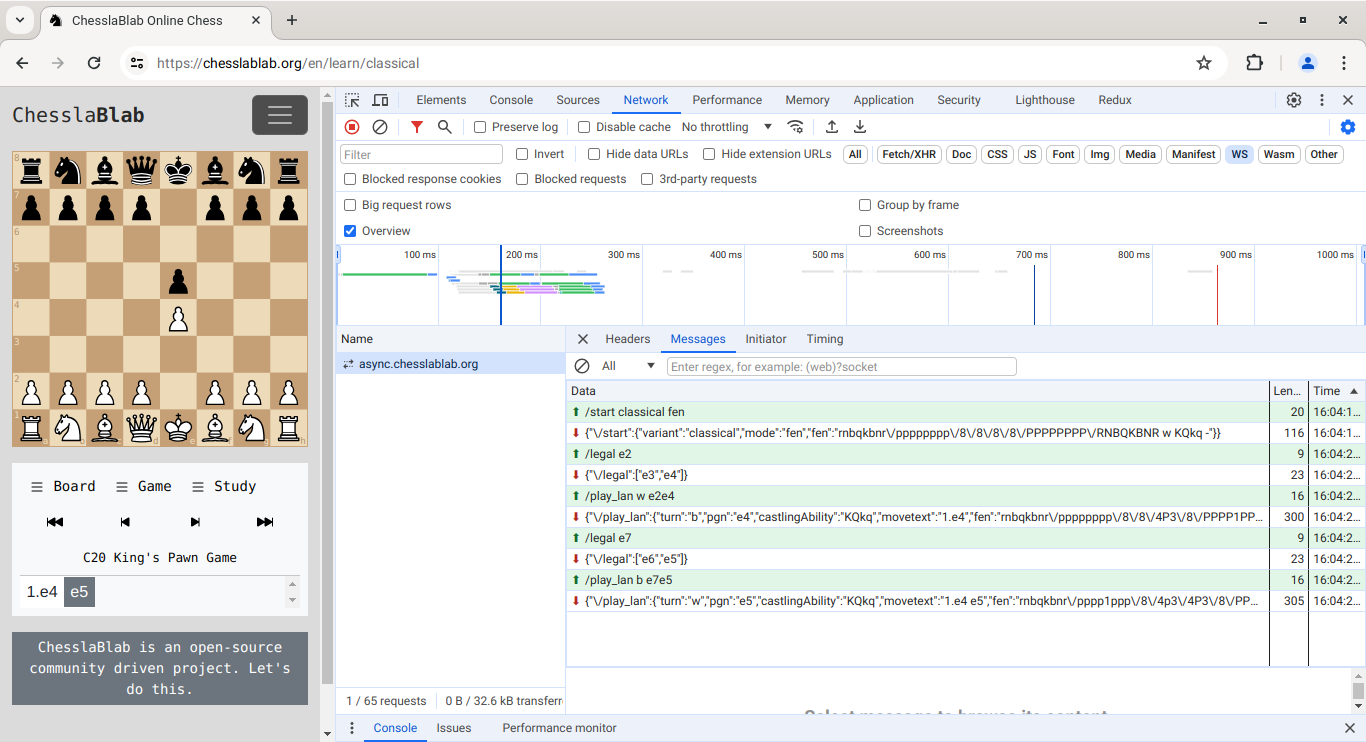 ChesslaBlab Online Chess
https://chesslablab.org/en/learn/classical
ChesslaBlab
8
7
6
5
4
3
2
1
a b c d e f g h
Board Game Study
C20 King's Pawn Game
1.e4 e5
ChesslaBlab is an open-source
community driven project. Let's
do this.
Elements Console Sources Network Performance Memory Application Security Lighthouse Redux
Preserve log Disable cache No throttling
Filter Invert Hide data URLs Hide extension URLs All Fetch/XHR Doc CSS JS Font Img Media Manifest WS Wasm Other
Blocked response cookies Blocked requests 3rd-party requests
Big request rows Group by frame
Overview Screenshots
100 ms 200 ms 300 ms 400 ms 500 ms 600 ms 700 ms 800 ms 900 ms 1000 ms
Name
async.chesslablab.org
Headers Messages Initiator Timing
All Enter regex, for example: (web)?socket
Data Len... Time
/start classical fen 20 16:04:1...
{"\/start":{"variant":"classical","mode":"fen","fen":"rnbqkbnr\/pppppppp\/8\/8\/8\/8\/PPPPPPPP\/RNBQKBNR w KQkq -"}} 116 16:04:1...
/legal e2 9 16:04:2...
{"\/legal":["e3","e4"]} 23 16:04:2...
/play_lan w e2e4 16 16:04:2...
{"\/play_lan":{"turn":"b","pgn":"e4","castlingAbility":"KQkq","movetext":"1.e4","fen":"rnbqkbnr\/pppppppp\/8\/8\/4P3\/8\/PPPP1PP... 300 16:04:2...
/legal e7 9 16:04:2...
{"\/legal":["e6","e5"]} 23 16:04:2...
/play_lan b e7e5 16 16:04:2...
{"\/play_lan":{"turn":"w","pgn":"e5","castlingAbility":"KQkq","movetext":"1.e4 e5","fen":"rnbqkbnr\/pppp1ppp\/8\/4p3\/4P3\/8\/PP... 305 16:04:2...
Select message to browse its content
1 / 65 requests 0 B / 32.6 kB transferr
Console Issues Performance monitor